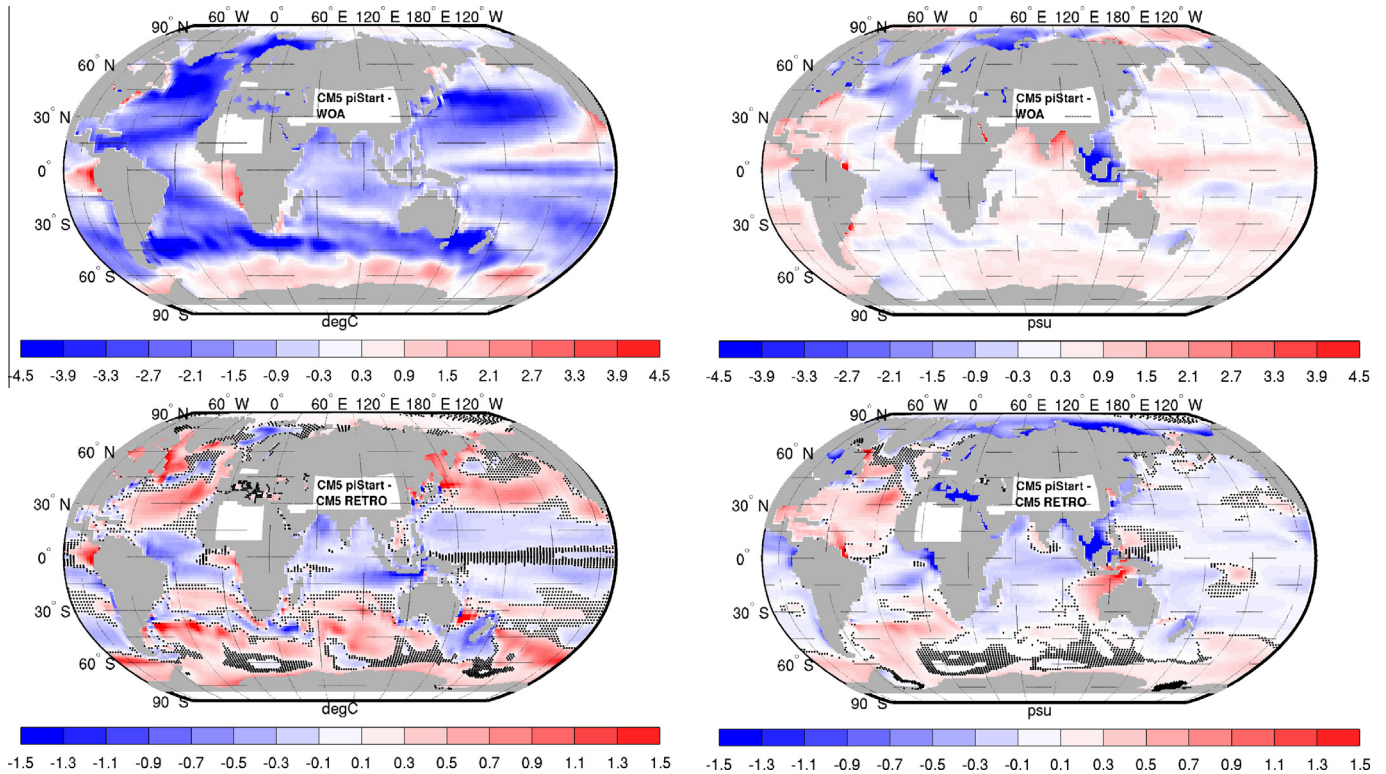 60° W 0° 60° E 120° E 180° E 120° W
90° N
60° N
30° N
0°
30° S
60° S
90° S
CM5 piStart -
WOA
degC
-4.5 -3.9 -3.3 -2.7 -2.1 -1.5 -0.9 -0.3 0.3 0.9 1.5 2.1 2.7 3.3 3.9 4.5
60° W 0° 60° E 120° E 180° E 120° W
90° N
60° N
30° N
0°
30° S
60° S
90° S
CM5 piStart -
WOA
psu
-4.5 -3.9 -3.3 -2.7 -2.1 -1.5 -0.9 -0.3 0.3 0.9 1.5 2.1 2.7 3.3 3.9 4.5
60° W 0° 60° E 120° E 180° E 120° W
90° N
60° N
30° N
0°
30° S
60° S
90° S
CM5 piStart -
CM5 RETRO
degC
-1.5 -1.3 -1.1 -0.9 -0.7 -0.5 -0.3 -0.1 0.1 0.3 0.5 0.7 0.9 1.1 1.3 1.5
60° W 0° 60° E 120° E 180° E 120° W
90° N
60° N
30° N
0°
30° S
60° S
90° S
CM5 piStart -
CM5 RETRO
psu
-1.5 -1.3 -1.1 -0.9 -0.7 -0.5 -0.3 -0.1 0.1 0.3 0.5 0.7 0.9 1.1 1.3 1.5